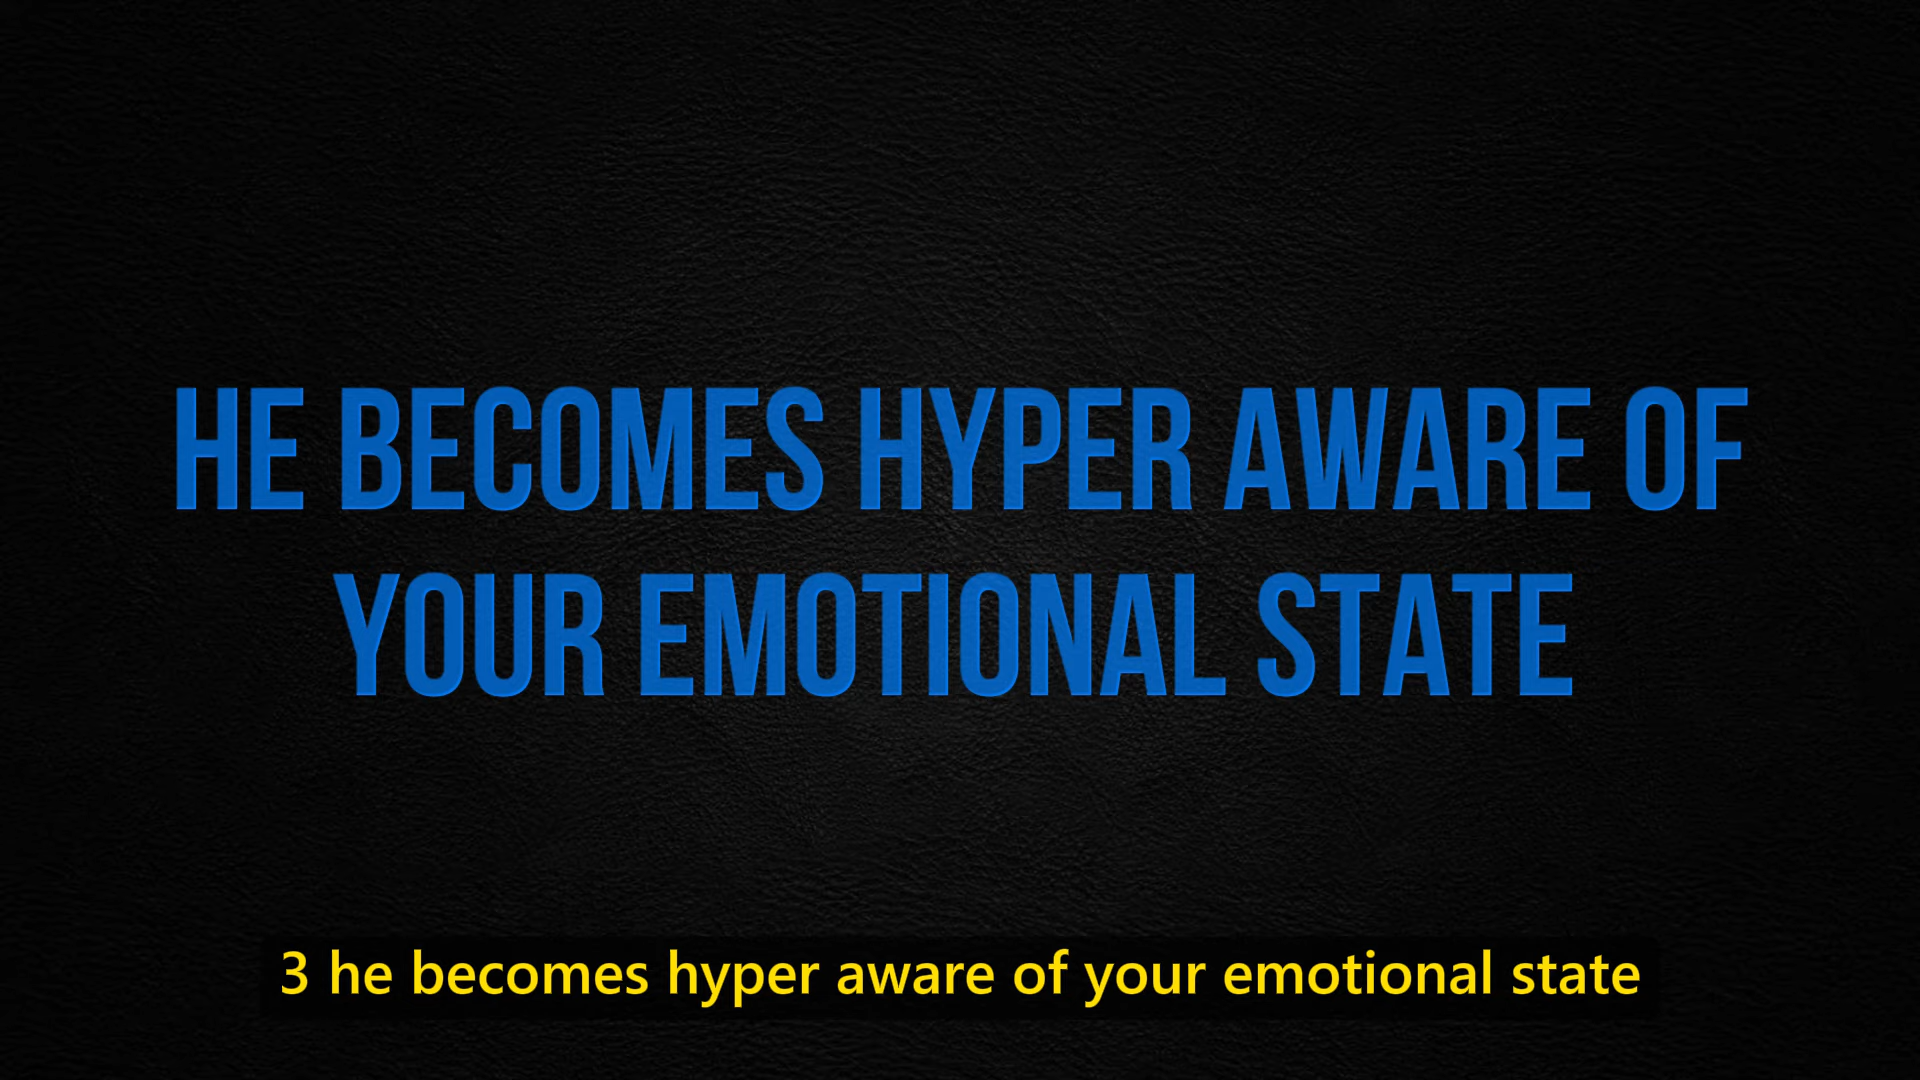 HE BECOMES HYPER AWARE OF
YOUR EMOTIONAL STATE
3 he becomes hyper aware of your emotional state